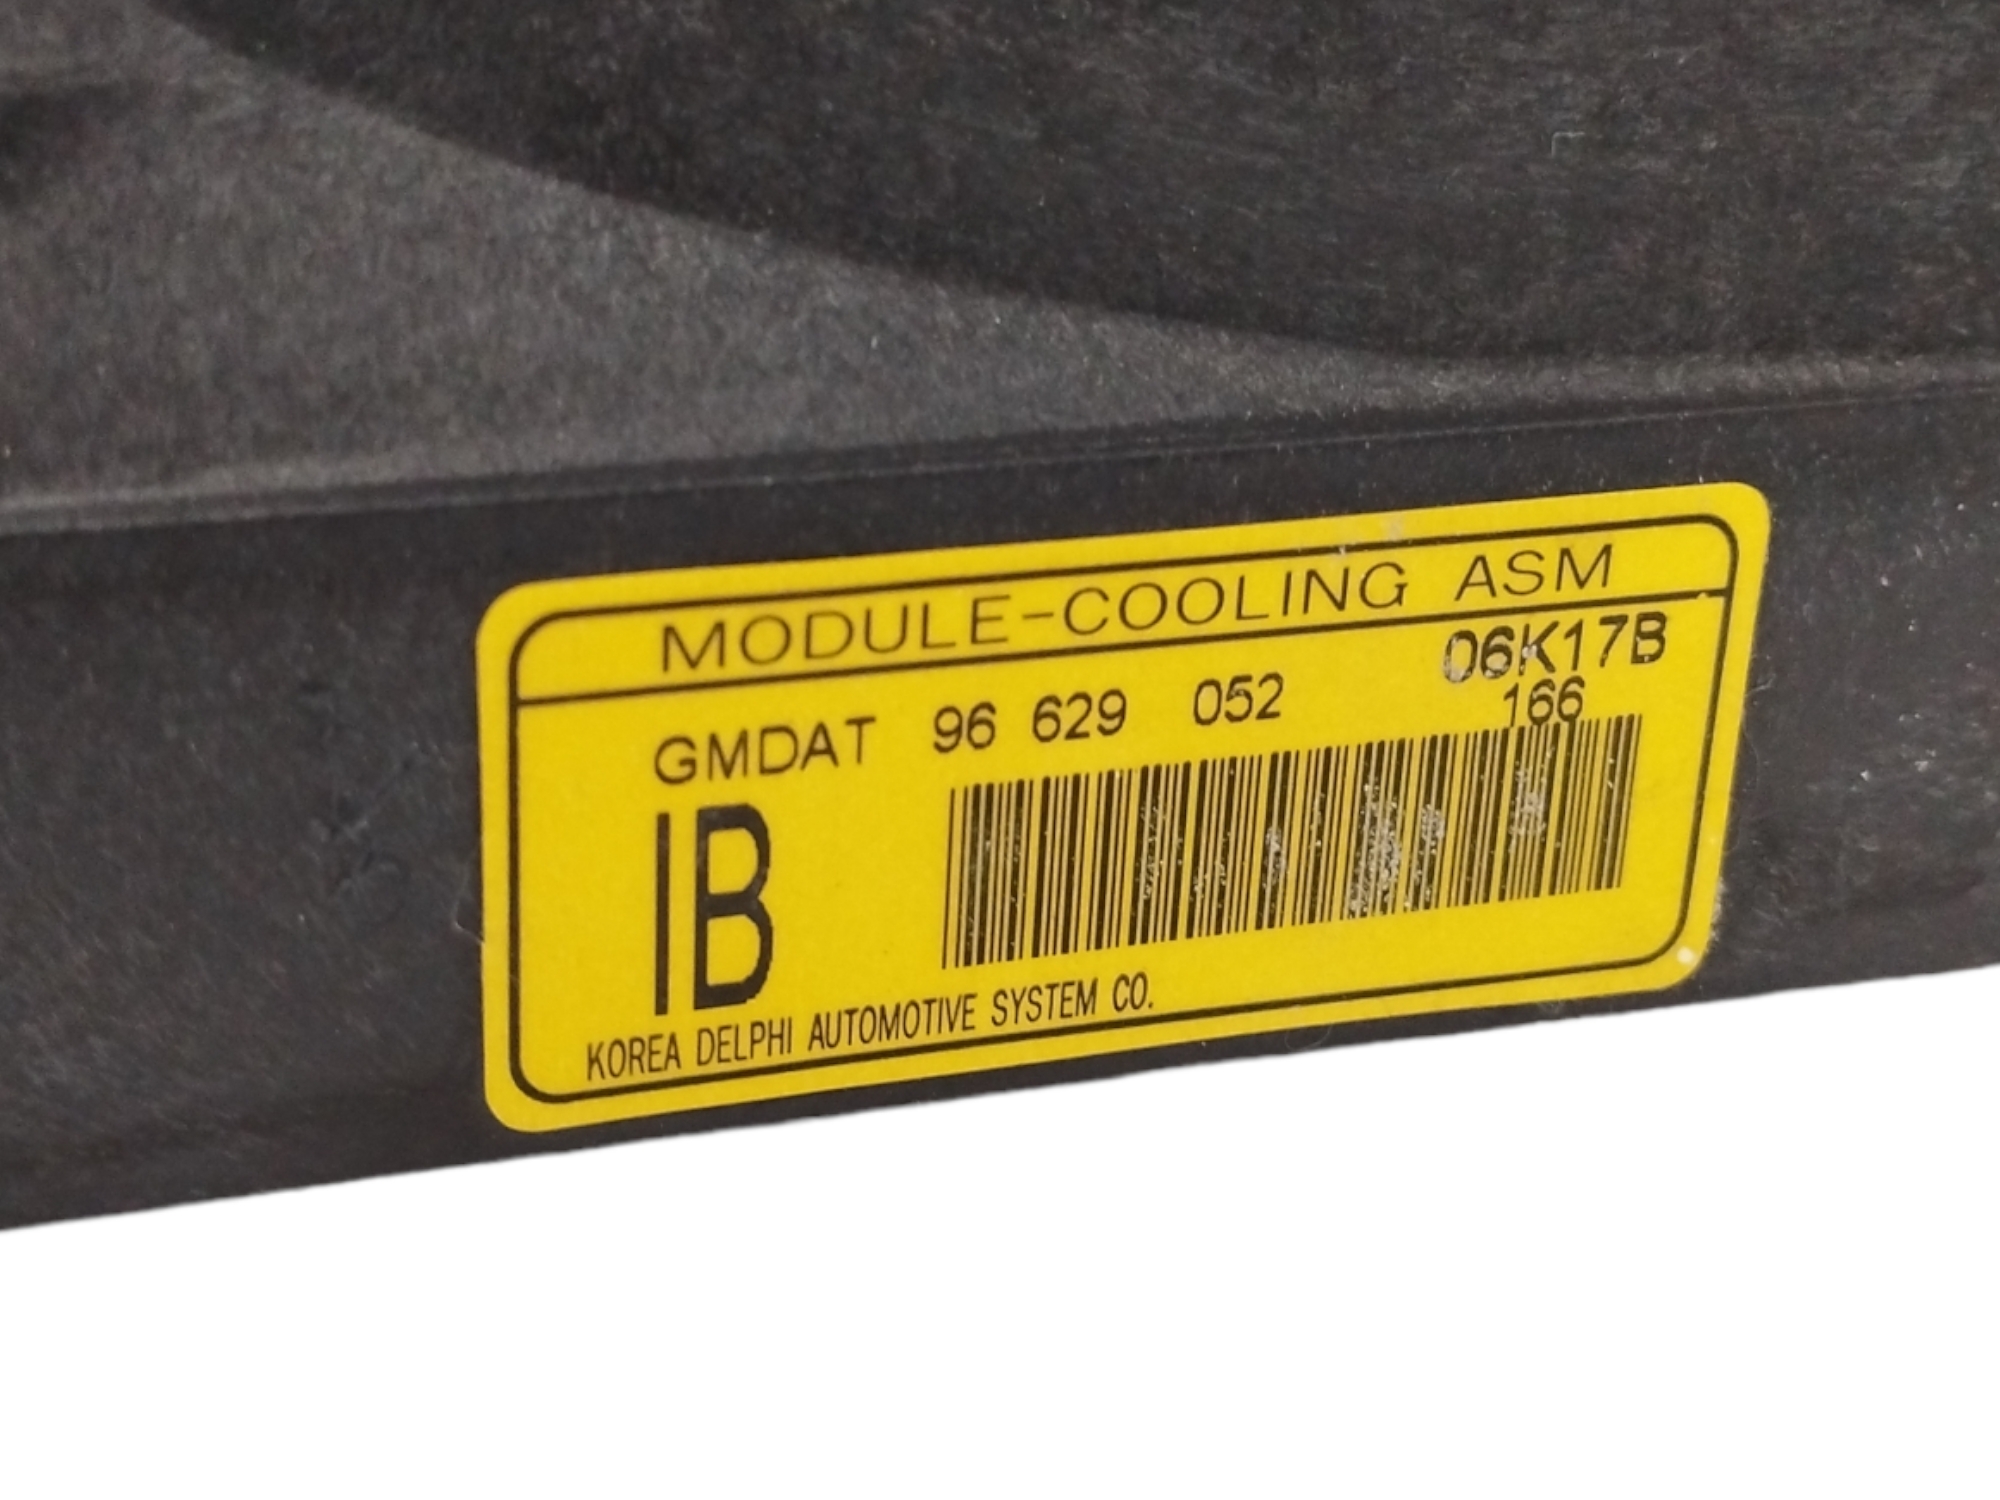 MODULE-COOLING ASM
06K17B
GMDAT 96 629 052
166
IB
KOREA DELPHI AUTOMOTIVE SYSTEM CO.